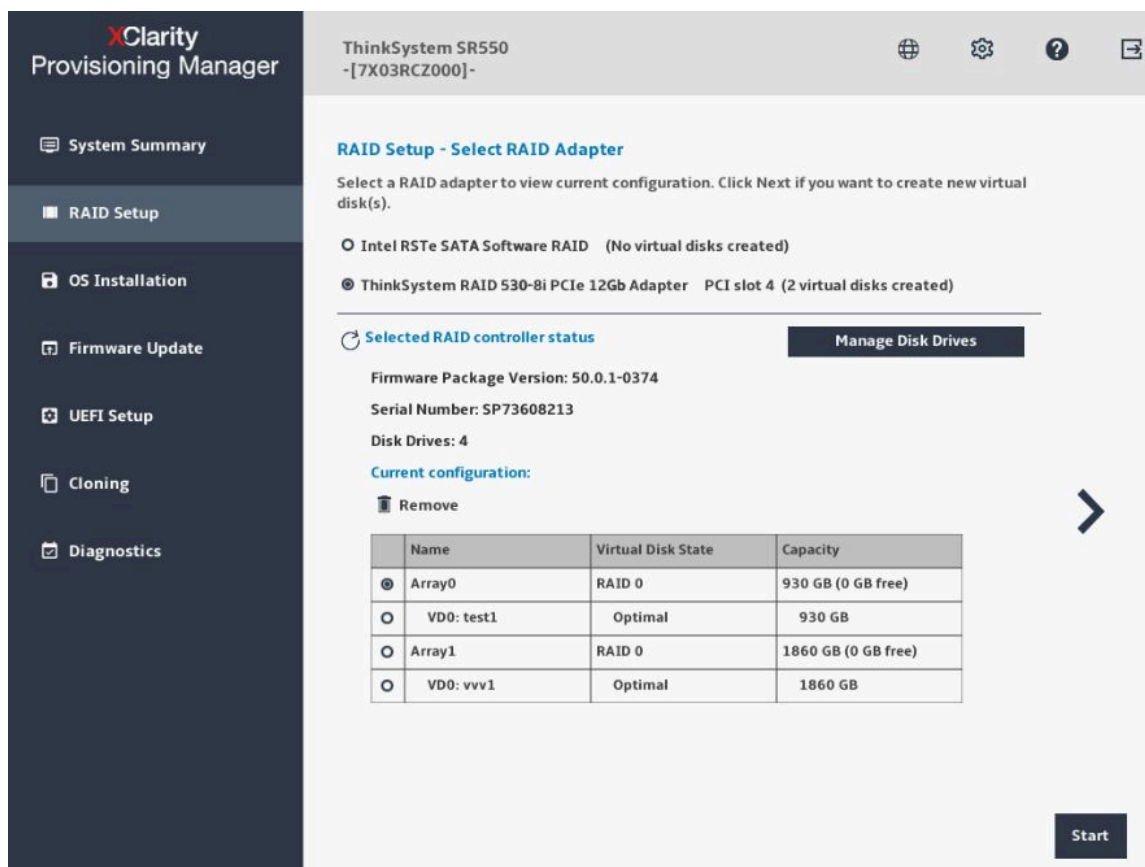 XClarity
Provisioning Manager
ThinkSystem SR550
-[7X03RCZ000]-
System Summary
RAID Setup
OS Installation
Firmware Update
UEFI Setup
Cloning
Diagnostics
RAID Setup - Select RAID Adapter
Select a RAID adapter to view current configuration. Click Next if you want to create new virtual
disk(s).
Intel RSTe SATA Software RAID (No virtual disks created)
ThinkSystem RAID 530-8i PCIe 12Gb Adapter PCI slot 4 (2 virtual disks created)
Selected RAID controller status
Manage Disk Drives
Firmware Package Version: 50.0.1-0374
Serial Number: SP73608213
Disk Drives: 4
Current configuration:
Remove
Name Virtual Disk State Capacity
Array0 RAID 0 930 GB (0 GB free)
VD0: test1 Optimal 930 GB
Array1 RAID 0 1860 GB (0 GB free)
VD0: vvv1 Optimal 1860 GB
Start